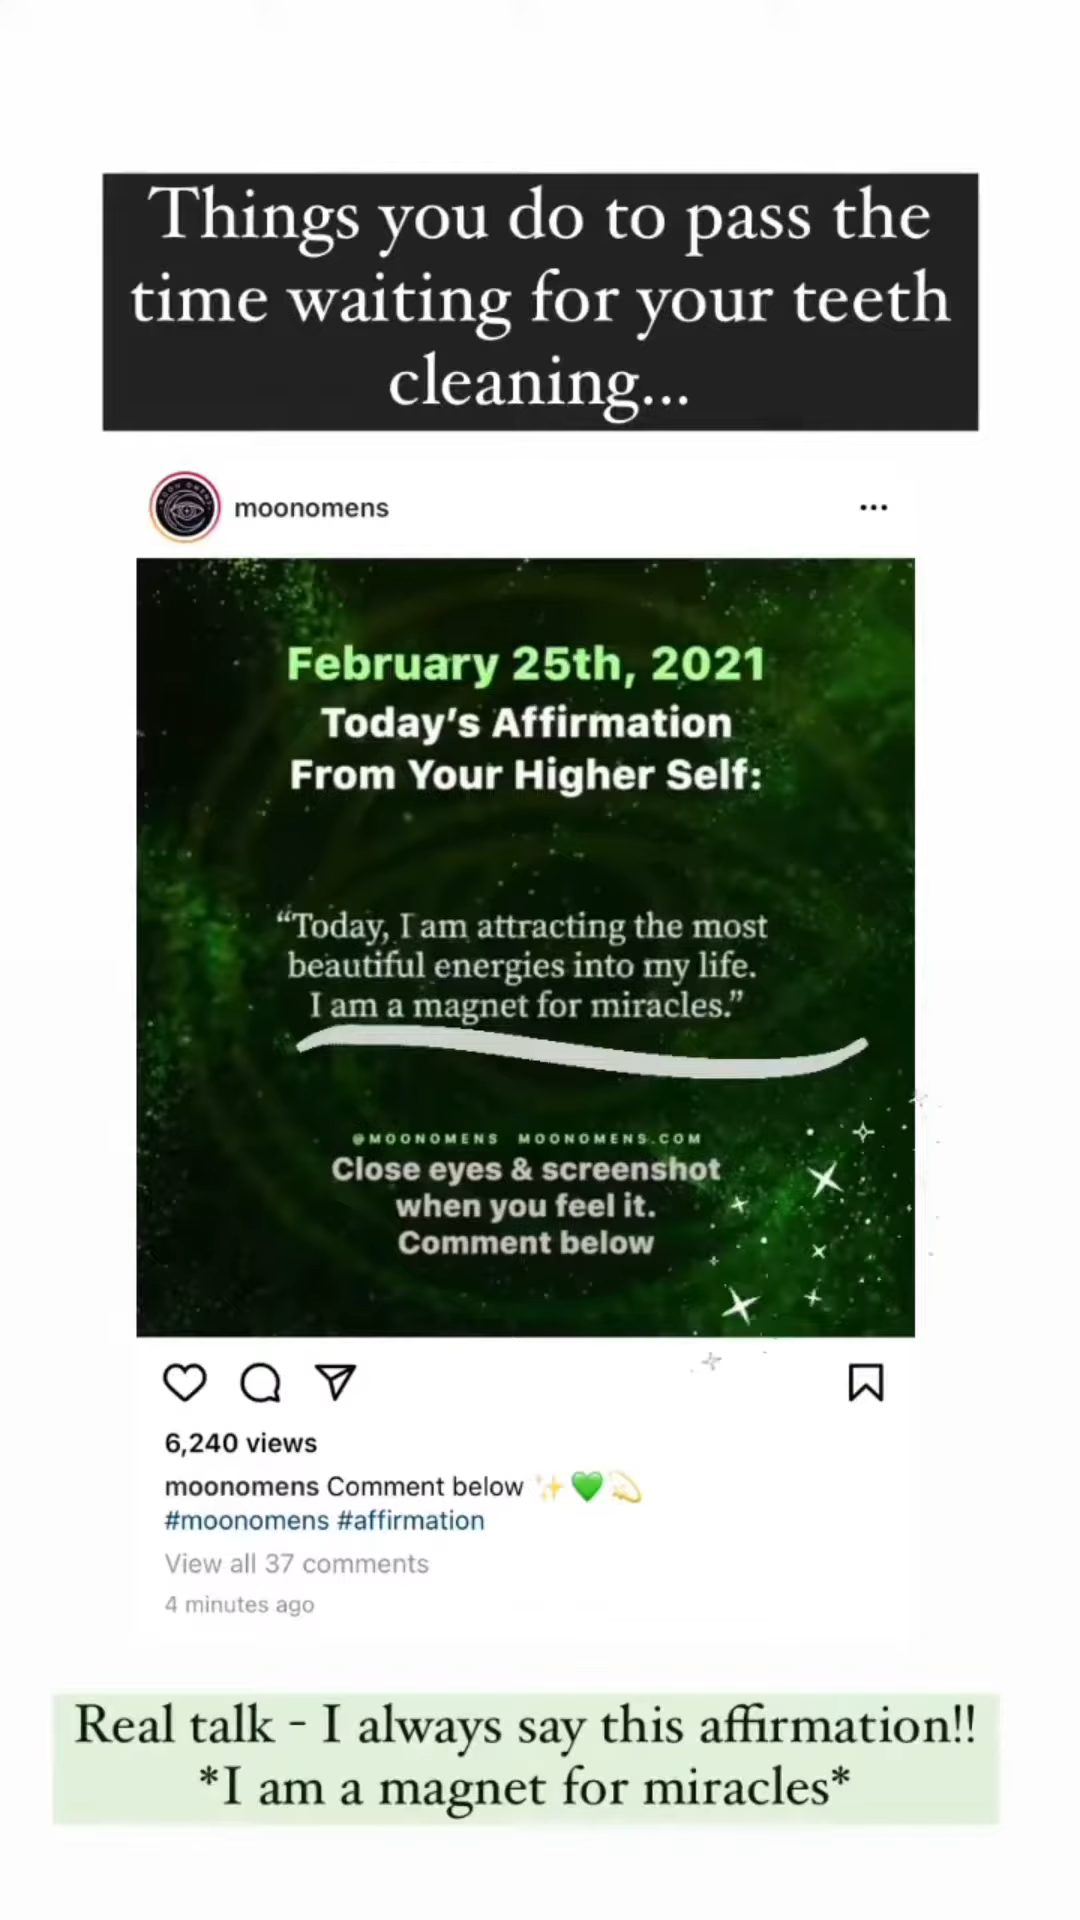 Things you do to pass the
time waiting for your teeth
cleaning...
moonomens
February 25th, 2021
Today's Affirmation
From Your Higher Self:
“Today, I am attracting the most
beautiful energies into my life.
I am a magnet for miracles.”
@MOONOMENS MOONOMENS.COM
Close eyes & screenshot
when you feel it.
Comment below
6,240 views
moonomens Comment below ✨💚💫
#moonomens #affirmation
View all 37 comments
4 minutes ago
Real talk - I always say this affirmation!!
*I am a magnet for miracles*